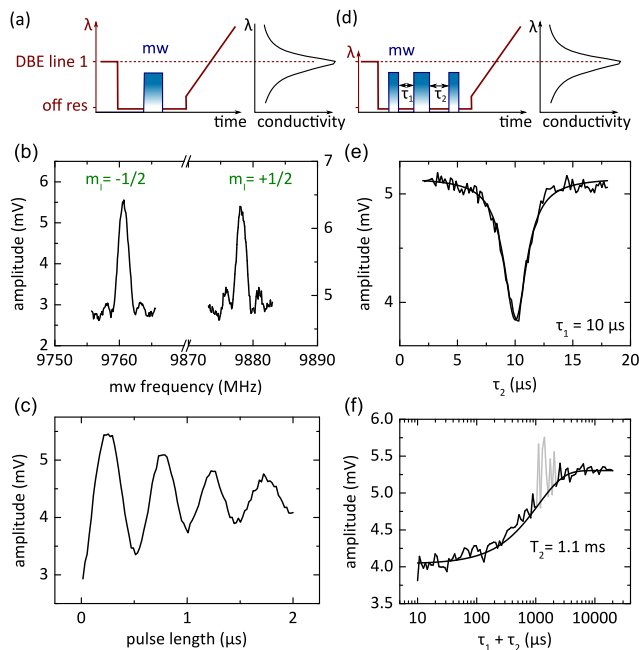 (a)
λ
mw
λ
DBE line 1
off res
time
conductivity
(d)
λ
mw
λ
τ1
τ2
time
conductivity
(b)
mI= -1/2
mI= +1/2
amplitude (mV)
6
5
4
3
2
7
6
5
9750
9760
9870
9880
9890
mw frequency (MHz)
(e)
amplitude (mV)
5
4
τ1 = 10 µs
0
5
10
15
20
τ2 (µs)
(c)
amplitude (mV)
5
4
3
0
1
2
pulse length (µs)
(f)
amplitude (mV)
6.0
5.5
5.0
4.5
4.0
3.5
T2= 1.1 ms
10
100
1000
10000
τ1 + τ2 (µs)